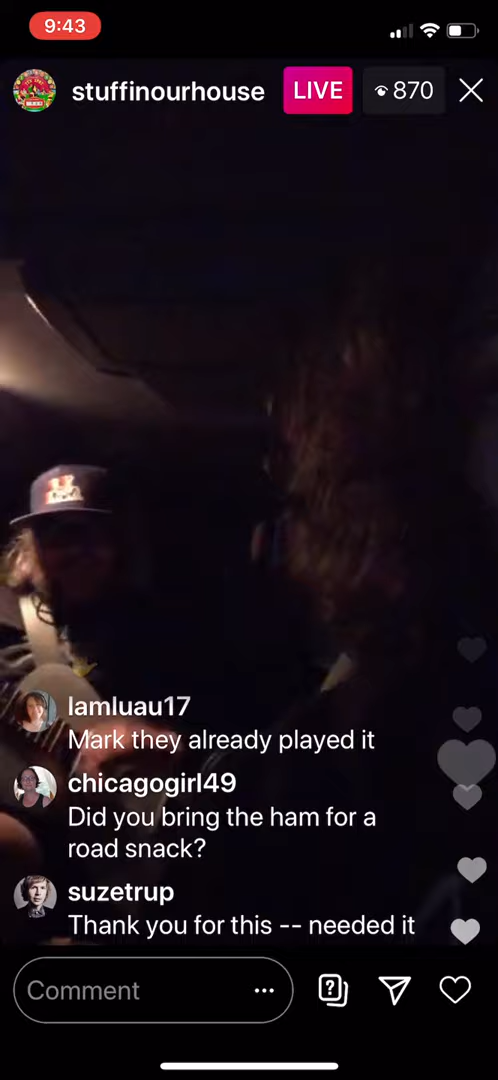 9:43
stuffinourhouse
LIVE
870
lamluau17
Mark they already played it
chicagogirl49
Did you bring the ham for a
road snack?
suzetrup
Thank you for this -- needed it
Comment